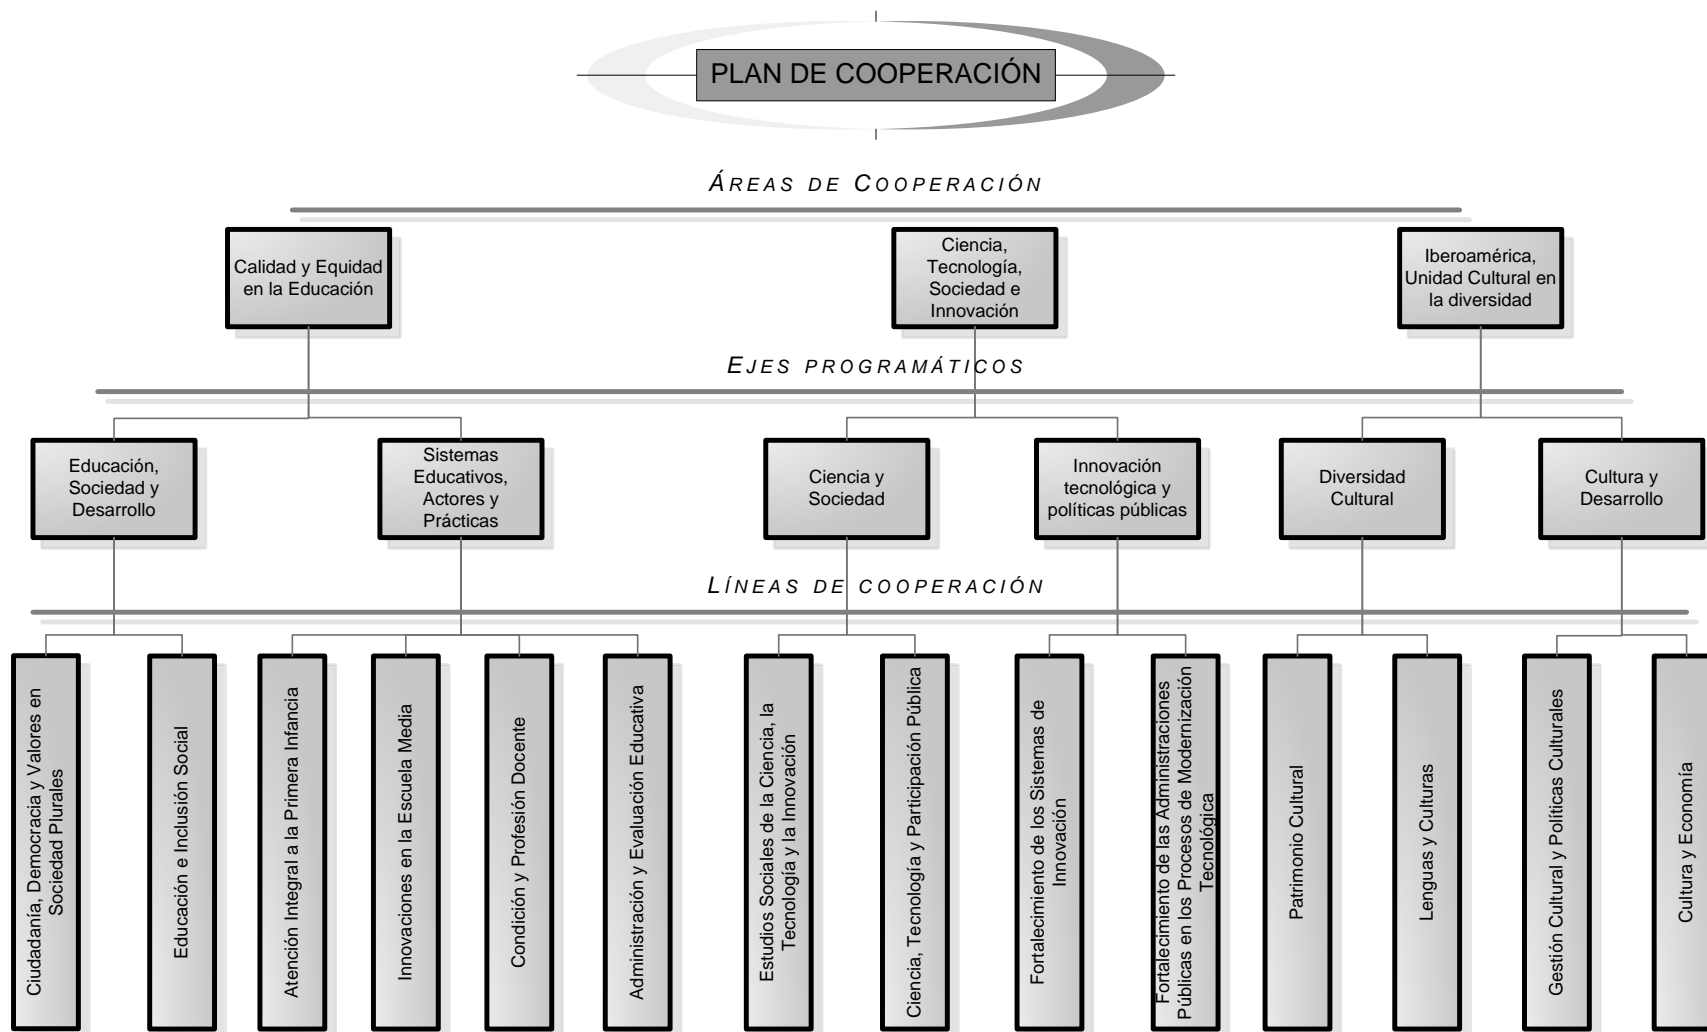 PLAN DE COOPERACIÓN
ÁREAS DE COOPERACIÓN
Calidad y Equidad
en la Educación
Ciencia,
Tecnología,
Sociedad e
Innovación
Iberoamérica,
Unidad Cultural en
la diversidad
EJES PROGRAMÁTICOS
Educación,
Sociedad y
Desarrollo
Sistemas
Educativos,
Actores y
Prácticas
Ciencia y
Sociedad
Innovación
tecnológica y
políticas públicas
Diversidad
Cultural
Cultura y
Desarrollo
LÍNEAS DE COOPERACIÓN
Ciudadanía, Democracia y Valores en
Sociedad Plurales
Educación e Inclusión Social
Atención Integral a la Primera Infancia
Innovaciones en la Escuela Media
Condición y Profesión Docente
Administración y Evaluación Educativa
Estudios Sociales de la Ciencia, la
Tecnología y la Innovación
Ciencia, Tecnología y Participación Pública
Fortalecimiento de los Sistemas de
Innovación
Fortalecimiento de las Administraciones
Públicas en los Procesos de Modernización
Tecnológica
Patrimonio Cultural
Lenguas y Culturas
Gestión Cultural y Políticas Culturales
Cultura y Economía